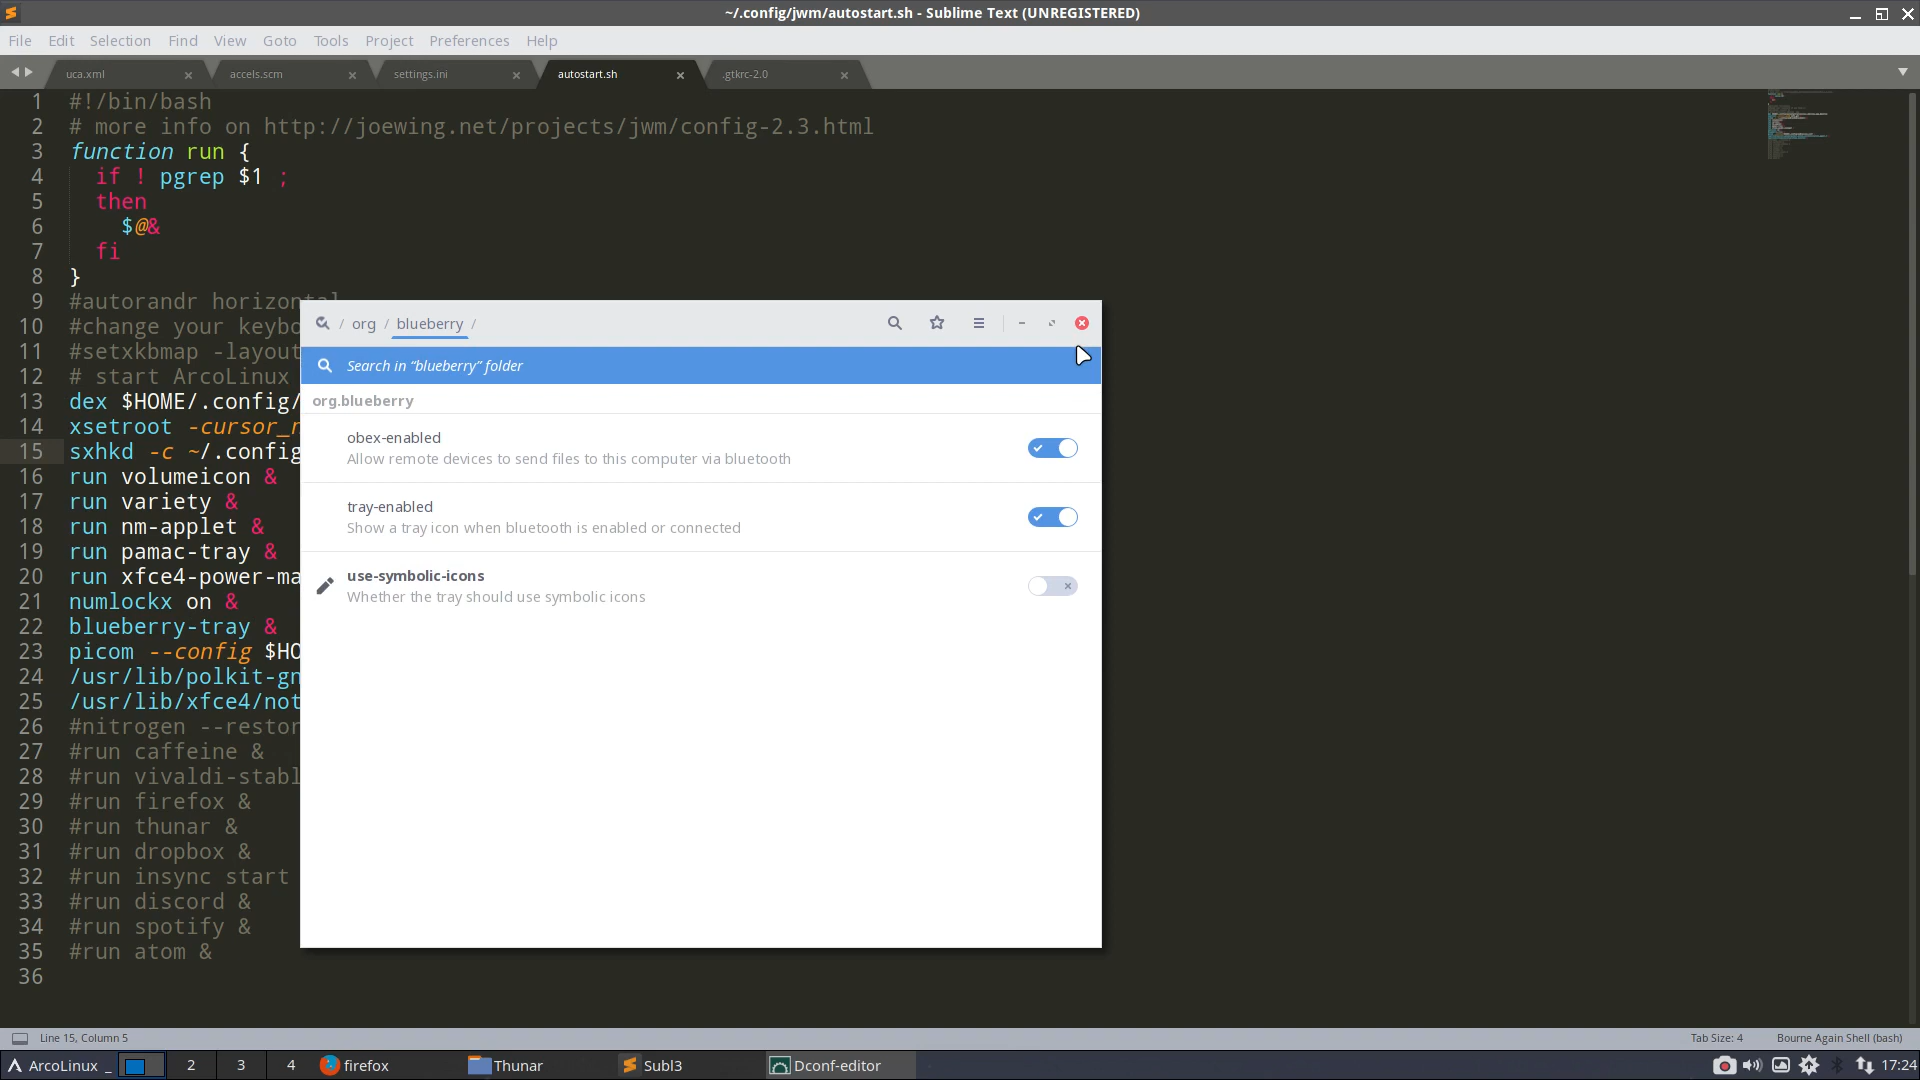 ~/.config/jwm/autostart.sh - Sublime Text (UNREGISTERED)
File Edit Selection Find View Goto Tools Project Preferences Help
uca.xml accels.scm settings.ini autostart.sh .gtkrc-2.0
1 #!/bin/bash
2 # more info on http://joewing.net/projects/jwm/config-2.3.html
3 function run {
4 if ! pgrep $1 ;
5 then
6 $@&
7 fi
8 }
9 #autorandr horizontal
10 #change your keybo
11 #setxkbmap -layout
12 # start ArcoLinux
13 dex $HOME/.config/
14 xsetroot -cursor_n
15 sxhkd -c ~/.config
16 run volumeicon &
17 run variety &
18 run nm-applet &
19 run pamac-tray &
20 run xfce4-power-ma
21 numlockx on &
22 blueberry-tray &
23 picom --config $HO
24 /usr/lib/polkit-gn
25 /usr/lib/xfce4/not
26 #nitrogen --restor
27 #run caffeine &
28 #run vivaldi-stabl
29 #run firefox &
30 #run thunar &
31 #run dropbox &
32 #run insync start
33 #run discord &
34 #run spotify &
35 #run atom &
36
/ org / blueberry /
Search in “blueberry” folder
org.blueberry
obex-enabled
Allow remote devices to send files to this computer via bluetooth
tray-enabled
Show a tray icon when bluetooth is enabled or connected
use-symbolic-icons
Whether the tray should use symbolic icons
Line 15, Column 5 Tab Size: 4 Bourne Again Shell (bash)
ArcoLinux _ 2 3 4 firefox Thunar Subl3 Dconf-editor 17:24